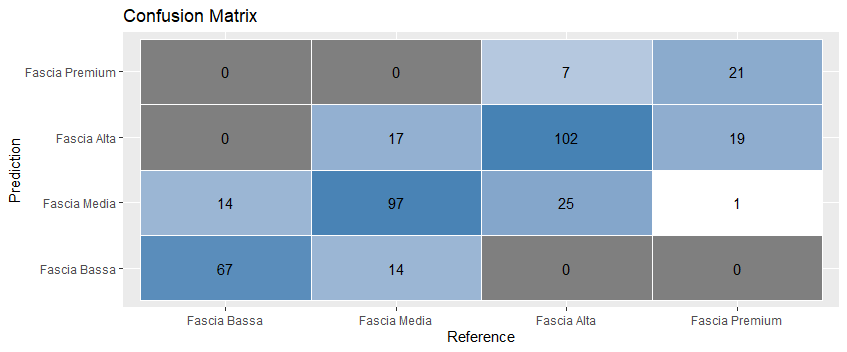 Confusion Matrix
Prediction
Fascia Premium 0 0 7 21
Fascia Alta 0 17 102 19
Fascia Media 14 97 25 1
Fascia Bassa 67 14 0 0
Fascia Bassa Fascia Media Fascia Alta Fascia Premium
Reference